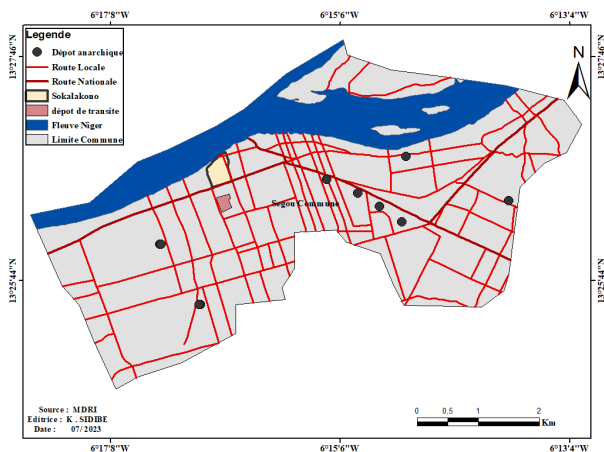 6°17'8"W 6°15'6"W 6°13'4"W
13°27'46"N
13°27'46"N
Legende
Dépot anarchique
Route Locale
Route Nationale
Sokalakono
dépot de transite
Fleuve Niger
Limite Commune
N
Segou Commune
13°25'44"N
13°25'44"N
Source : MDRI
Editrice : K . SIDIBE
Date : 07/2023
0 0,5 1 2
Km
6°17'8"W 6°15'6"W 6°13'4"W